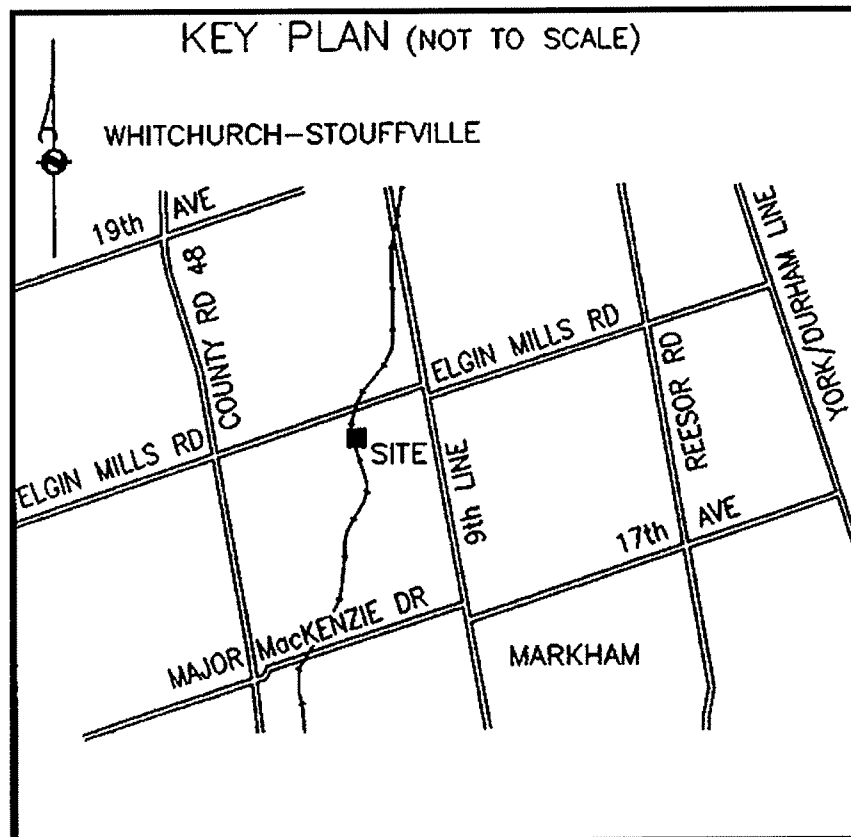 KEY PLAN (NOT TO SCALE)
WHITCHURCH-STOUFFVILLE
19th AVE
COUNTY RD 48
YORK/DURHAM LINE
ELGIN MILLS RD
ELGIN MILLS RD
SITE
9th LINE
REESOR RD
17th AVE
MAJOR MacKENZIE DR
MARKHAM